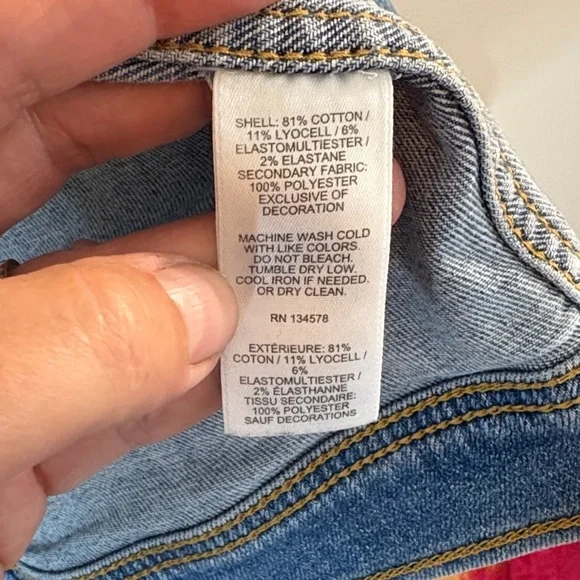 SHELL: 81% COTTON /
11% LYOCELL / 6%
ELASTOMULTIESTER /
2% ELASTANE
SECONDARY FABRIC:
100% POLYESTER
EXCLUSIVE OF
DECORATION
MACHINE WASH COLD
WITH LIKE COLORS.
DO NOT BLEACH.
TUMBLE DRY LOW.
COOL IRON IF NEEDED.
OR DRY CLEAN.
RN 134578
EXTÉRIEURE: 81%
COTON / 11% LYOCELL /
6%
ELASTOMULTIESTER /
2% ÉLASTHANNE
TISSU SECONDAIRE:
100% POLYESTER
SAUF DECORATIONS